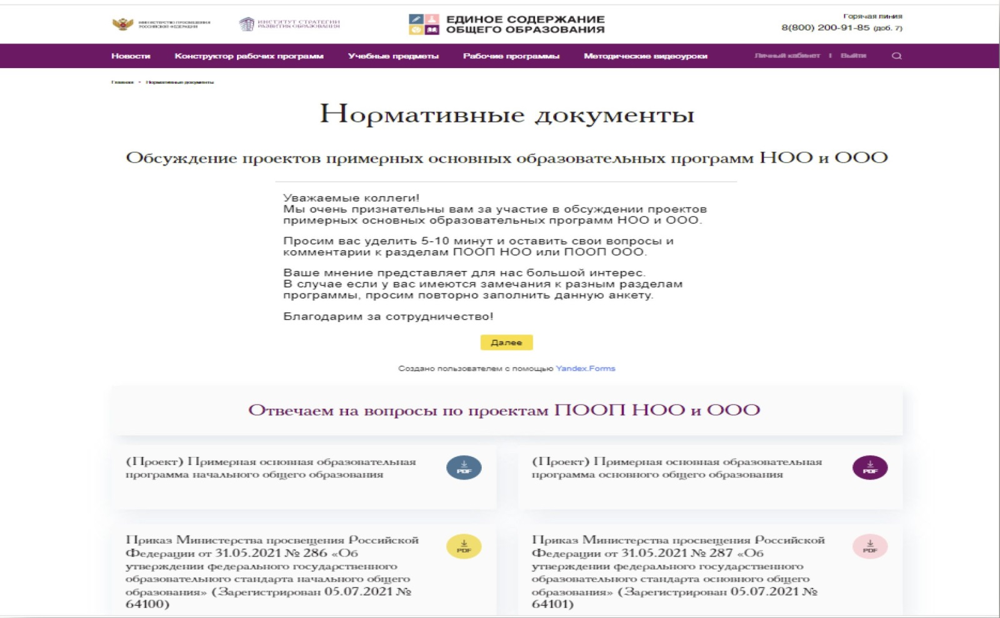 МИНИСТЕРСТВО ПРОСВЕЩЕНИЯ
РОССИЙСКОЙ ФЕДЕРАЦИИ
ИНСТИТУТ СТРАТЕГИИ
РАЗВИТИЯ ОБРАЗОВАНИЯ
ЕДИНОЕ СОДЕРЖАНИЕ
ОБЩЕГО ОБРАЗОВАНИЯ
Горячая линия
8(800) 200-91-85 (доб. 7)
Новости Конструктор рабочих программ Учебные предметы Рабочие программы Методические видеоуроки Личный кабинет | Выйти
Главная - Нормативные документы
Нормативные документы
Обсуждение проектов примерных основных образовательных программ НОО и ООО
Уважаемые коллеги!
Мы очень признательны вам за участие в обсуждении проектов
примерных основных образовательных программ НОО и ООО.
Просим вас уделить 5-10 минут и оставить свои вопросы и
комментарии к разделам ПООП НОО или ПООП ООО.
Ваше мнение представляет для нас большой интерес.
В случае если у вас имеются замечания к разным разделам
программы, просим повторно заполнить данную анкету.
Благодарим за сотрудничество!
Далее
Создано пользователем с помощью Yandex.Forms
Отвечаем на вопросы по проектам ПООП НОО и ООО
(Проект) Примерная основная образовательная
программа начального общего образования
PDF
(Проект) Примерная основная образовательная
программа основного общего образования
PDF
Приказ Министерства просвещения Российской
Федерации от 31.05.2021 № 286 «Об
утверждении федерального государственного
образовательного стандарта начального общего
образования» (Зарегистрирован 05.07.2021 №
64100)
PDF
Приказ Министерства просвещения Российской
Федерации от 31.05.2021 № 287 «Об
утверждении федерального государственного
образовательного стандарта основного общего
образования» (Зарегистрирован 05.07.2021 №
64101)
PDF